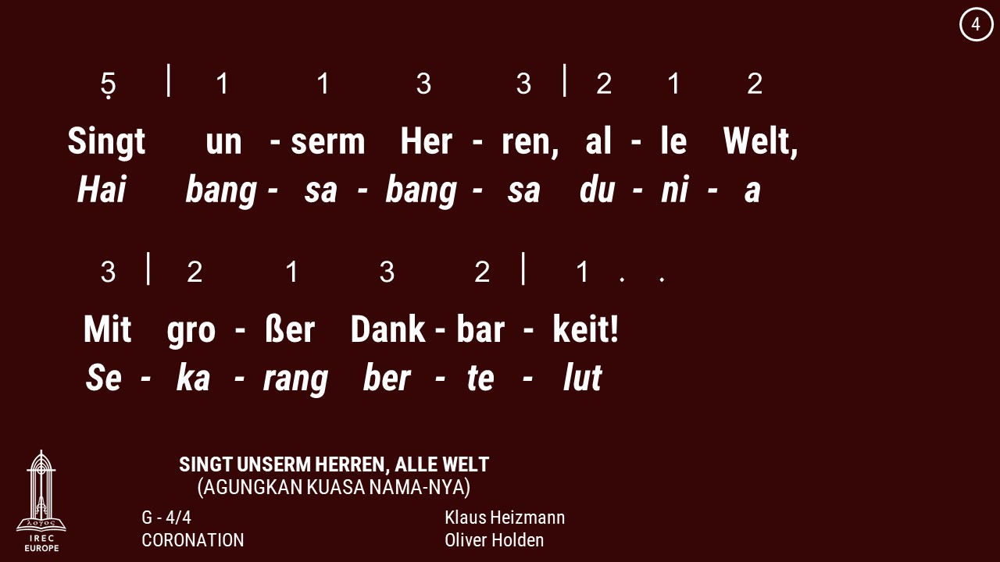 4
5̣ | 1 1 3 3 | 2 1 2
Singt un - serm Her - ren, al - le Welt,
Hai bang - sa - bang - sa du - ni - a
3 | 2 1 3 2 | 1 . .
Mit gro - ßer Dank - bar - keit!
Se - ka - rang ber - te - lut
SINGT UNSERM HERREN, ALLE WELT
(AGUNGKAN KUASA NAMA-NYA)
G - 4/4 Klaus Heizmann
CORONATION Oliver Holden
λογος
IREC
EUROPE